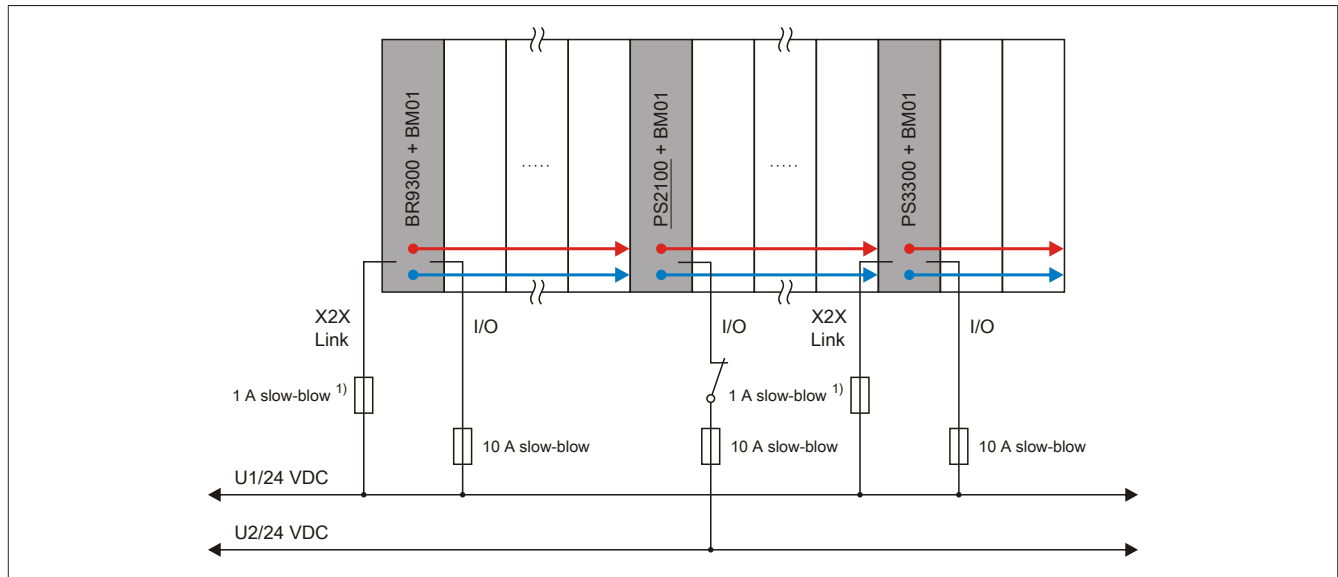 BR9300 + BM01
.....
PS2100 + BM01
.....
PS3300 + BM01
X2X
Link
I/O
I/O
X2X
Link
I/O
1 A slow-blow 1)
1 A slow-blow 1)
10 A slow-blow
10 A slow-blow
10 A slow-blow
U1/24 VDC
U2/24 VDC